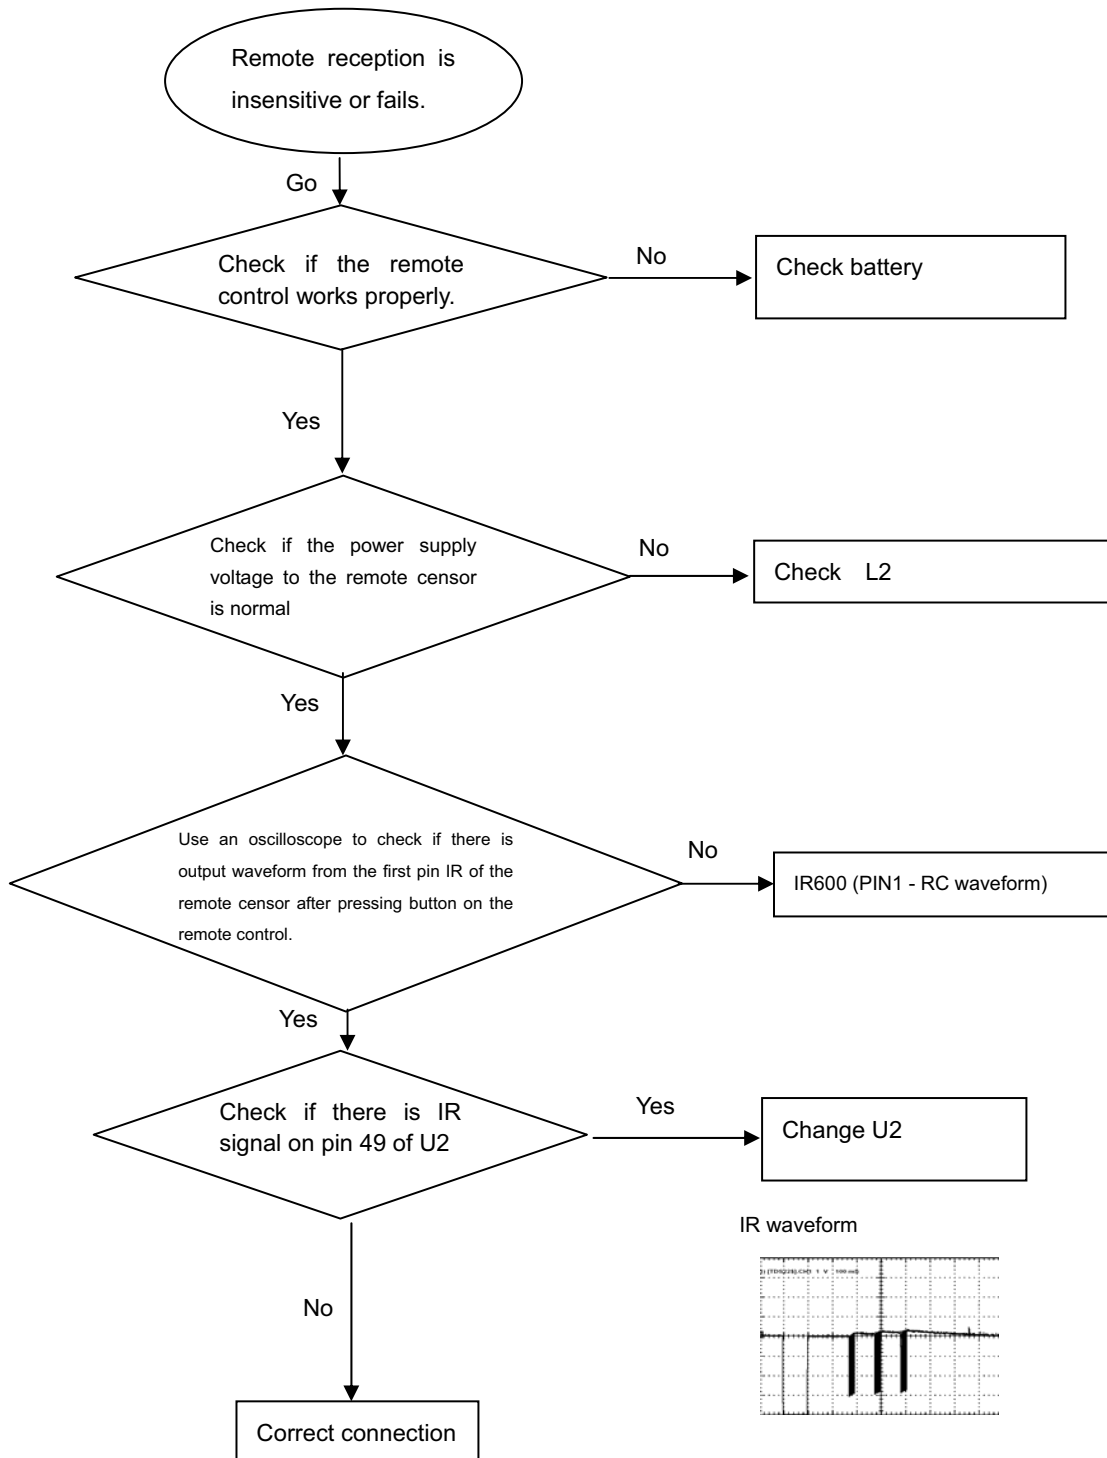 Remote reception is
insensitive or fails.
Go
Check if the remote
control works properly.
No
Check battery
Yes
Check if the power supply
voltage to the remote censor
is normal
No
Check L2
Yes
Use an oscilloscope to check if there is
output waveform from the first pin IR of the
remote censor after pressing button on the
remote control.
No
IR600 (PIN1 - RC waveform)
Yes
Check if there is IR
signal on pin 49 of U2
Yes
Change U2
IR waveform
No
Correct connection